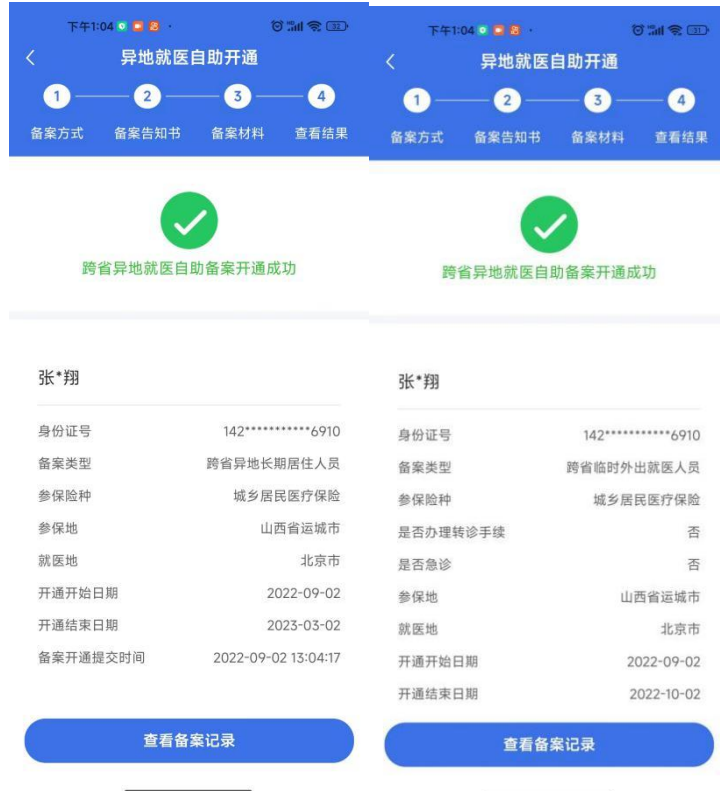 下午1:04
32
异地就医自助开通
1
2
3
4
备案方式 备案告知书 备案材料 查看结果
跨省异地就医自助备案开通成功
张*翔
身份证号 142***********6910
备案类型 跨省异地长期居住人员
参保险种 城乡居民医疗保险
参保地 山西省运城市
就医地 北京市
开通开始日期 2022-09-02
开通结束日期 2023-03-02
备案开通提交时间 2022-09-02 13:04:17
查看备案记录
下午1:04
31
异地就医自助开通
1
2
3
4
备案方式 备案告知书 备案材料 查看结果
跨省异地就医自助备案开通成功
张*翔
身份证号 142***********6910
备案类型 跨省临时外出就医人员
参保险种 城乡居民医疗保险
是否办理转诊手续 否
是否急诊 否
参保地 山西省运城市
就医地 北京市
开通开始日期 2022-09-02
开通结束日期 2022-10-02
查看备案记录